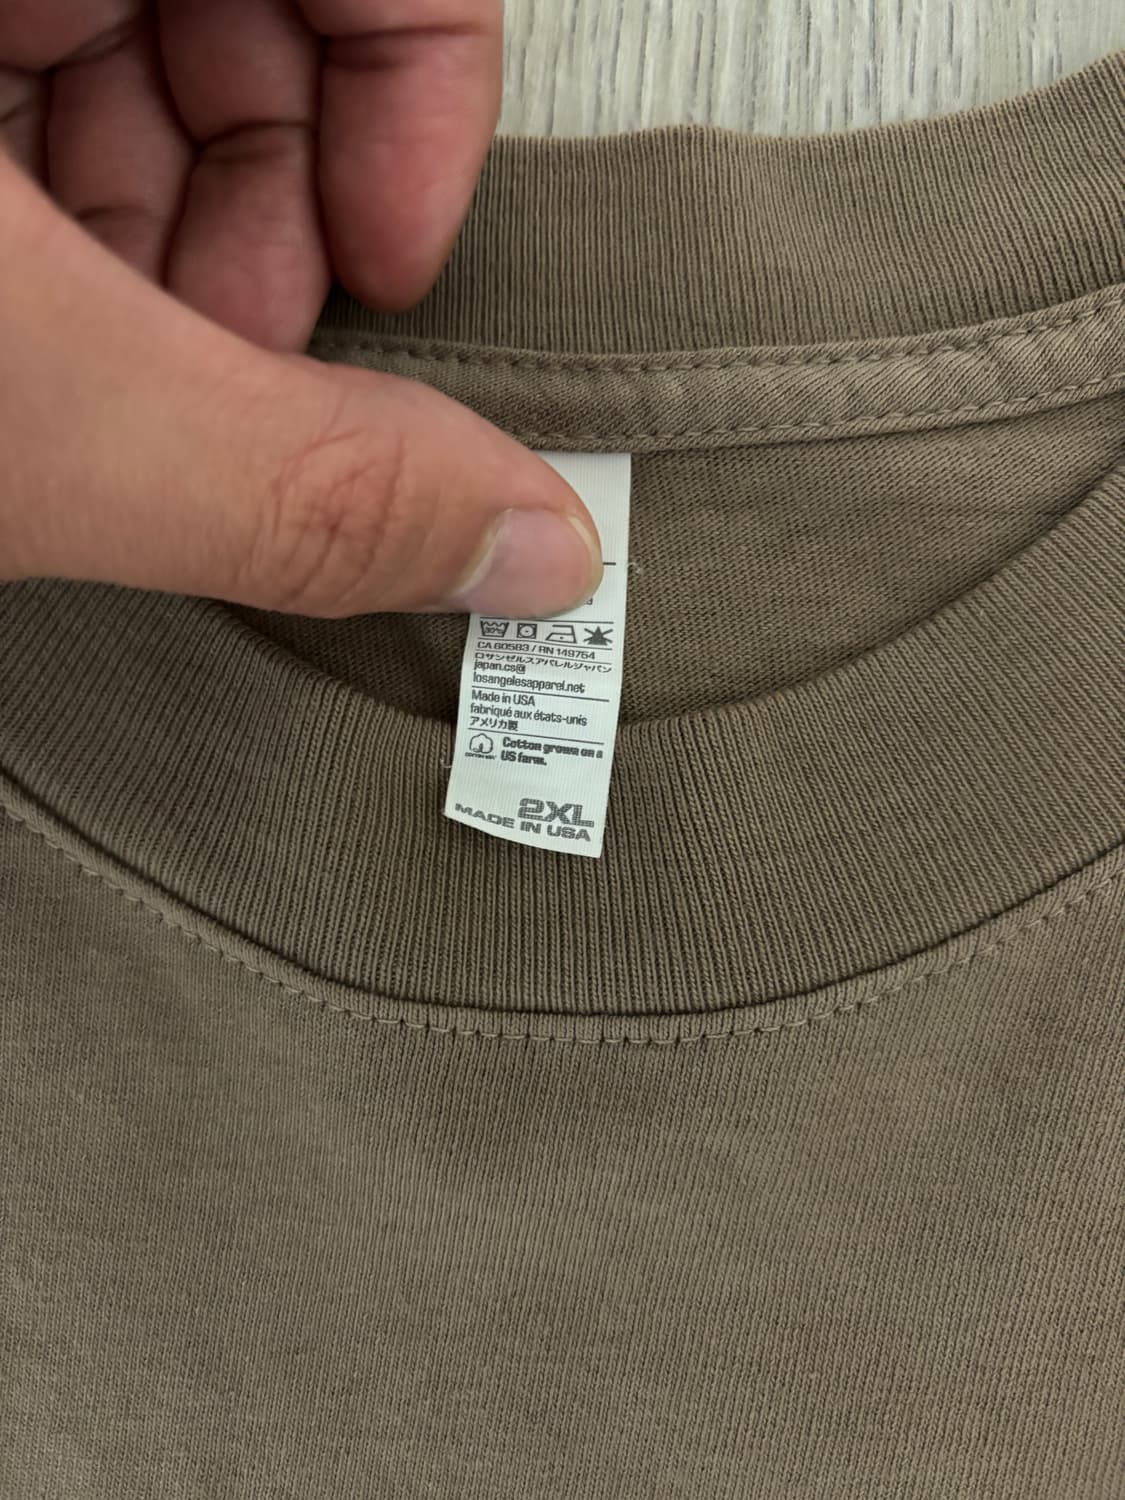 30°C
CA 60583 / RN 149764
ロサンゼルスアパレルジャパン
japan.cs@
losangelesapparel.net
Made in USA
fabriqué aux états-unis
アメリカ製
Cotton grown on a
US farm.
2XL
MADE IN USA